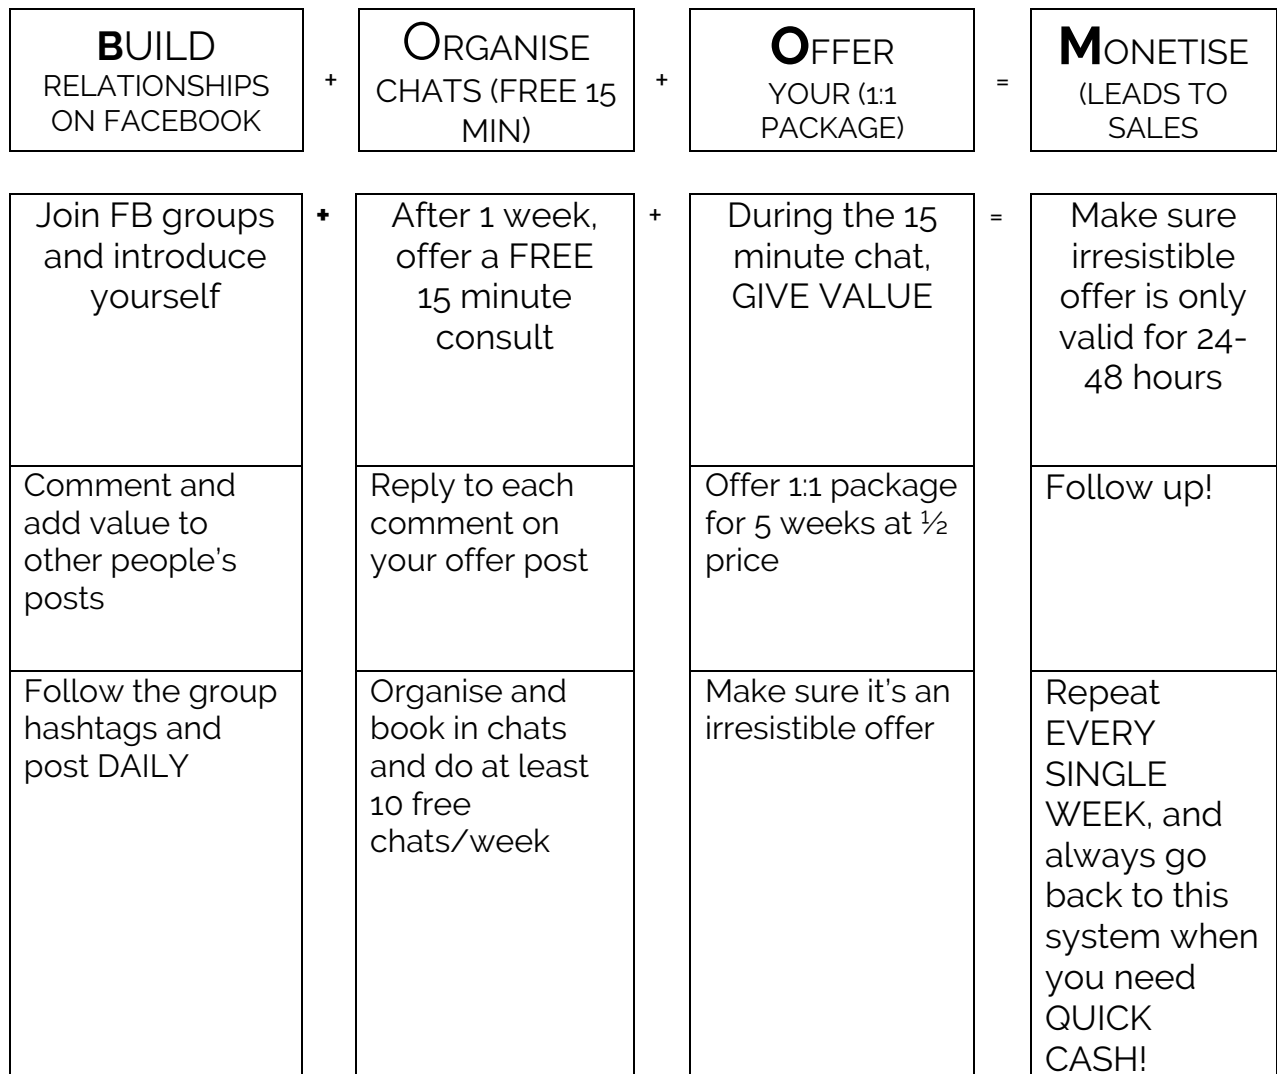 BUILD
RELATIONSHIPS
ON FACEBOOK
+
ORGANISE
CHATS (FREE 15
MIN)
+
OFFER
YOUR (1:1
PACKAGE)
=
MONETISE
(LEADS TO
SALES
Join FB groups
and introduce
yourself
+
After 1 week,
offer a FREE
15 minute
consult
+
During the 15
minute chat,
GIVE VALUE
=
Make sure
irresistible
offer is only
valid for 24-
48 hours
Comment and
add value to
other people’s
posts
Reply to each
comment on
your offer post
Offer 1:1 package
for 5 weeks at ½
price
Follow up!
Follow the group
hashtags and
post DAILY
Organise and
book in chats
and do at least
10 free
chats/week
Make sure it’s an
irresistible offer
Repeat
EVERY
SINGLE
WEEK, and
always go
back to this
system when
you need
QUICK
CASH!